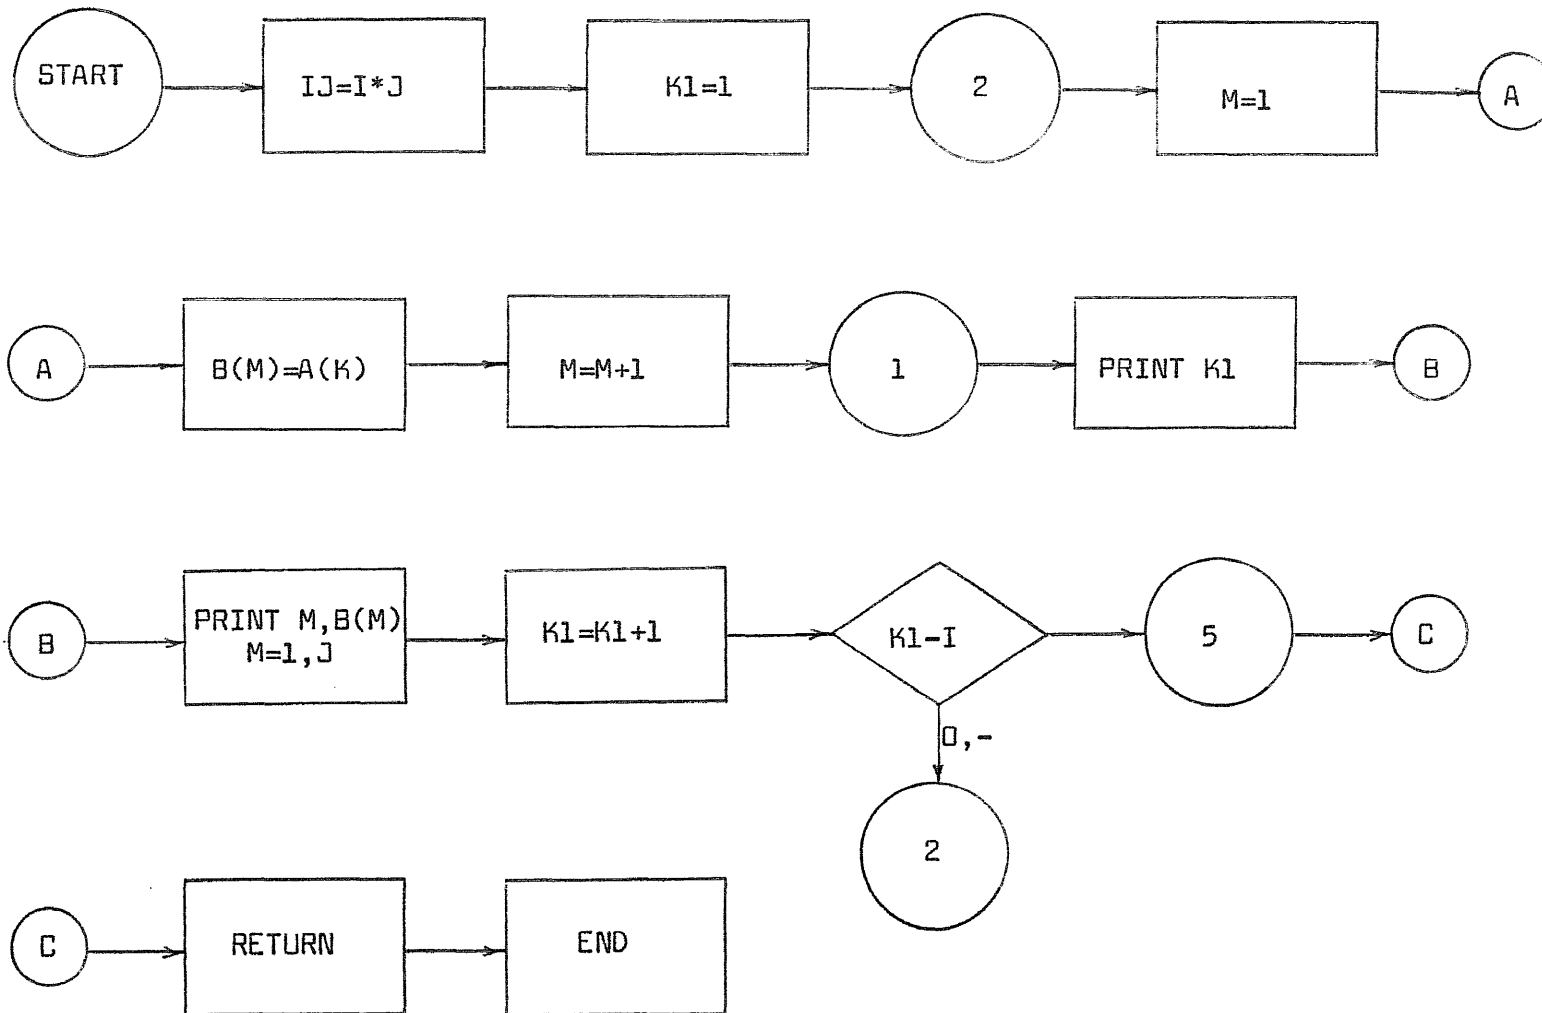 START
IJ=I*J
K1=1
2
M=1
A
A
B(M)=A(K)
M=M+1
1
PRINT K1
B
B
PRINT M,B(M)
M=1,J
K1=K1+1
K1-I
5
C
0,-
2
C
RETURN
END